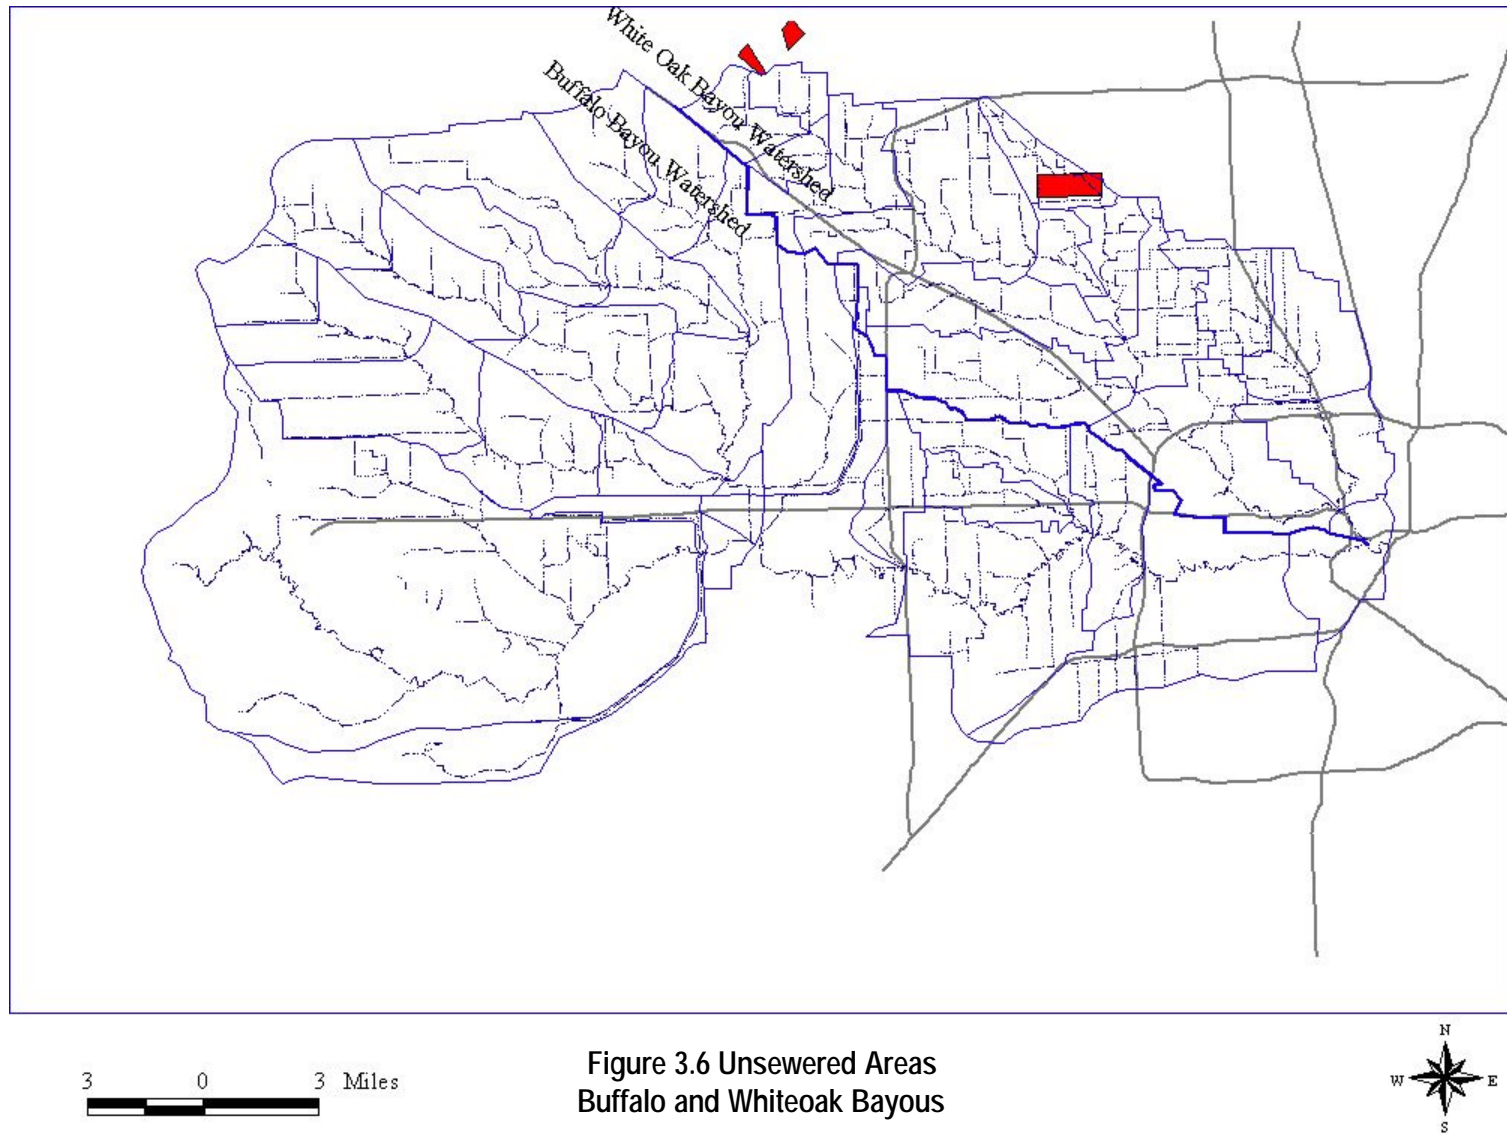 White Oak Bayou Watershed
Buffalo Bayou Watershed
3 0 3 Miles
Figure 3.6 Unsewered Areas
Buffalo and Whiteoak Bayous
N
W E
S